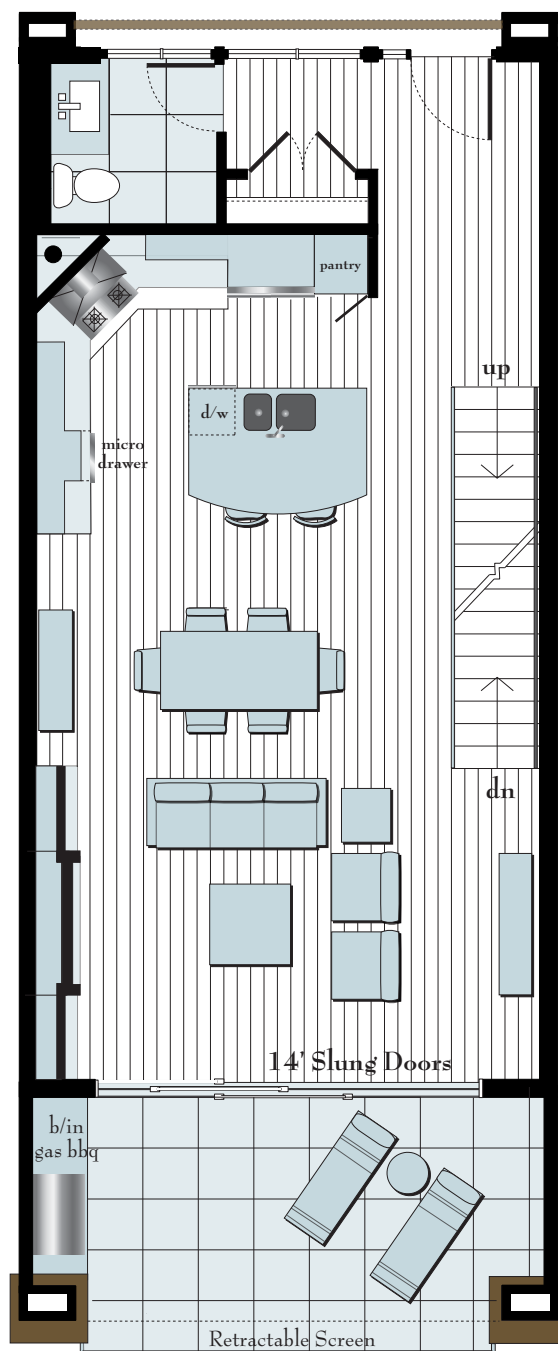 pantry
up
d/w
micro
drawer
dn
14' Slung Doors
b/in
gas bbq
Retractable Screen